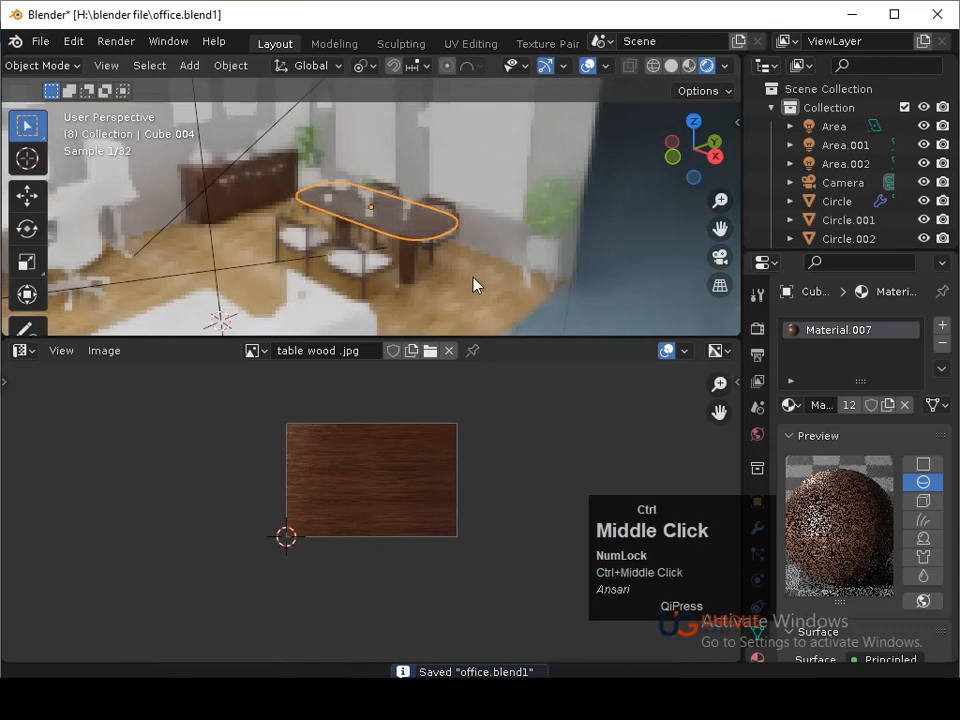 Blender* [H:\blender file\office.blend1]
File Edit Render Window Help Layout Modeling Sculpting UV Editing Texture Pair Scene ViewLayer
Object Mode View Select Add Object Global
Options
User Perspective
(8) Collection | Cube.004
Sample 1/32
Z
Y
X
Scene Collection
Collection
Area
Area.001
Area.002
Camera
Circle
Circle.001
Circle.002
Cub... Materi...
Material.007
Ma... 12
Preview
View Image table wood .jpg
Ctrl
Middle Click
NumLock
Ctrl+Middle Click
Ansari
QiPress
UG
Activate Windows
Go to Settings to activate Windows.
Surface
Surface Principled
Saved "office.blend1"